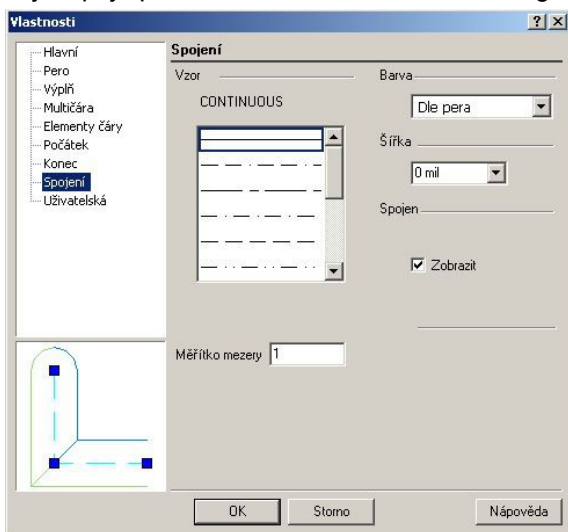 Vlastnosti
Hlavní
Pero
Výplň
Multičára
Elementy čáry
Počátek
Konec
Spojení
Uživatelská
Spojení
Vzor
CONTINUOUS
Měřítko mezery 1
Barva
Dle pera
Šířka
0 mil
Spojen
Zobrazit
OK Storno Nápověda